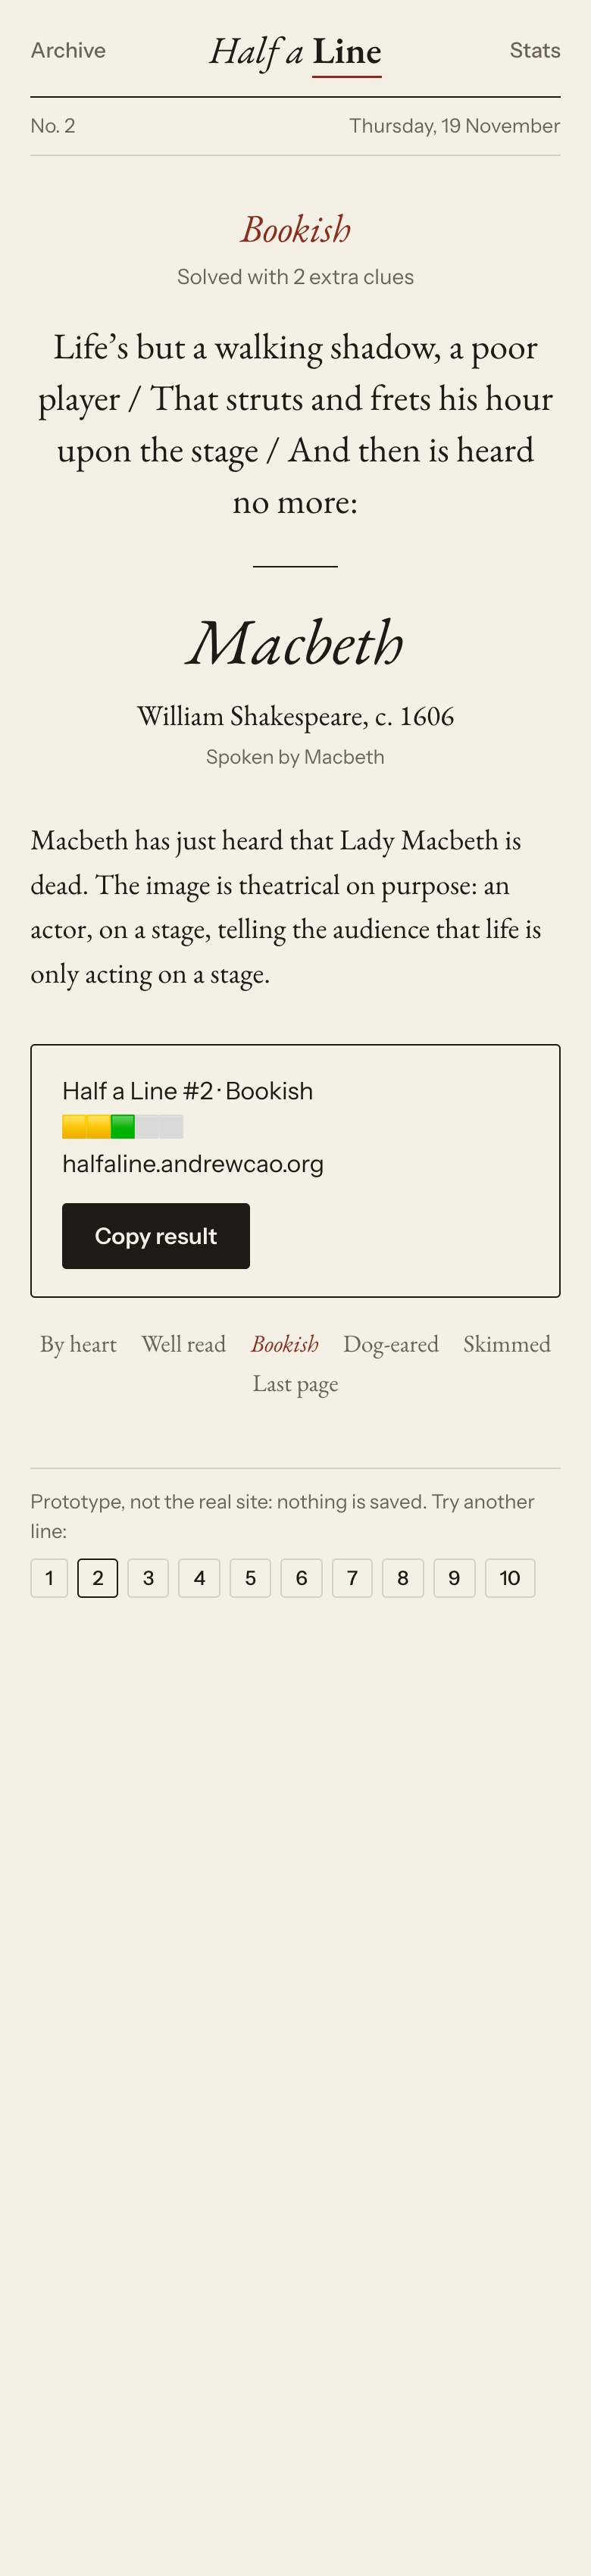 Archive
Half a Line
Stats
No. 2
Thursday, 19 November
Bookish
Solved with 2 extra clues
Life’s but a walking shadow, a poor
player / That struts and frets his hour
upon the stage / And then is heard
no more:
Macbeth
William Shakespeare, c. 1606
Spoken by Macbeth
Macbeth has just heard that Lady Macbeth is
dead. The image is theatrical on purpose: an
actor, on a stage, telling the audience that life is
only acting on a stage.
Half a Line #2 · Bookish
halfaline.andrewcao.org
Copy result
By heart Well read Bookish Dog-eared Skimmed
Last page
Prototype, not the real site: nothing is saved. Try another
line:
1 2 3 4 5 6 7 8 9 10